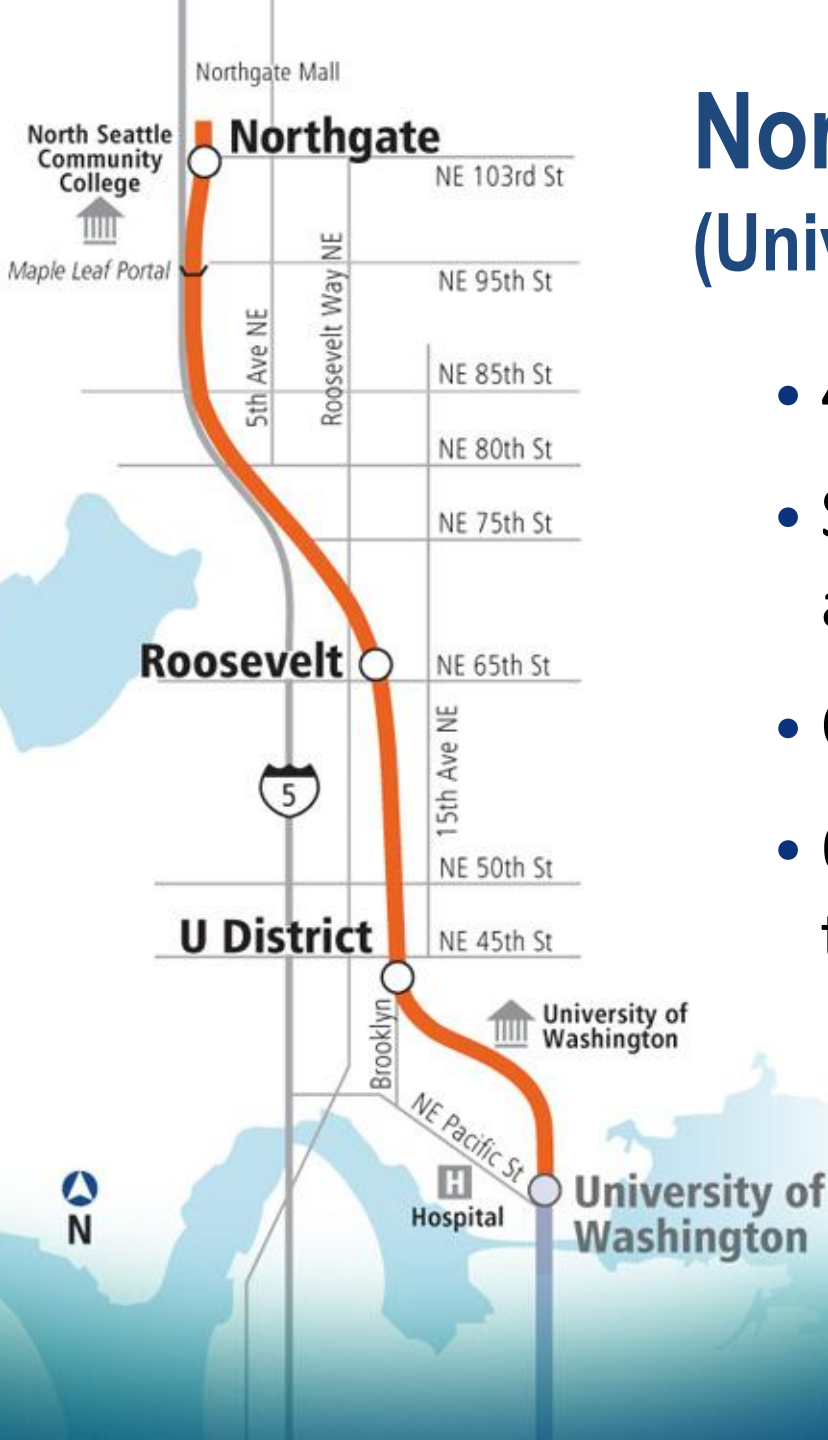 Northgate Mall
North Seattle
Community
College
Northgate
NE 103rd St
Maple Leaf Portal
NE 95th St
5th Ave NE
Roosevelt Way NE
NE 85th St
NE 80th St
NE 75th St
Roosevelt
NE 65th St
15th Ave NE
5
NE 50th St
U District
NE 45th St
Brooklyn
University of
Washington
NE Pacific St
H
Hospital
University of
Washington
N
Nor
(Univ